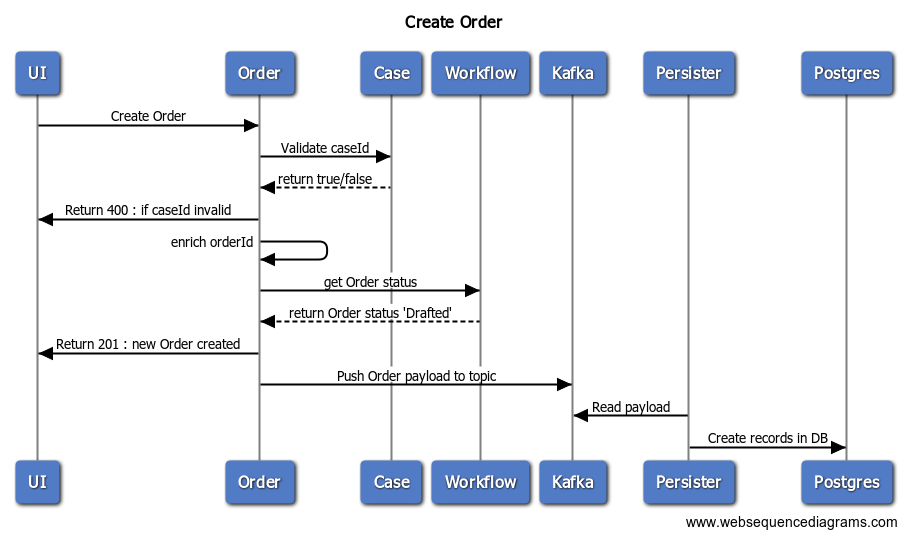 Create Order
UI Order Case Workflow Kafka Persister Postgres
Create Order
Validate caseId
return true/false
Return 400 : if caseId invalid
enrich orderId
get Order status
return Order status 'Drafted'
Return 201 : new Order created
Push Order payload to topic
Read payload
Create records in DB
UI Order Case Workflow Kafka Persister Postgres
www.websequencediagrams.com